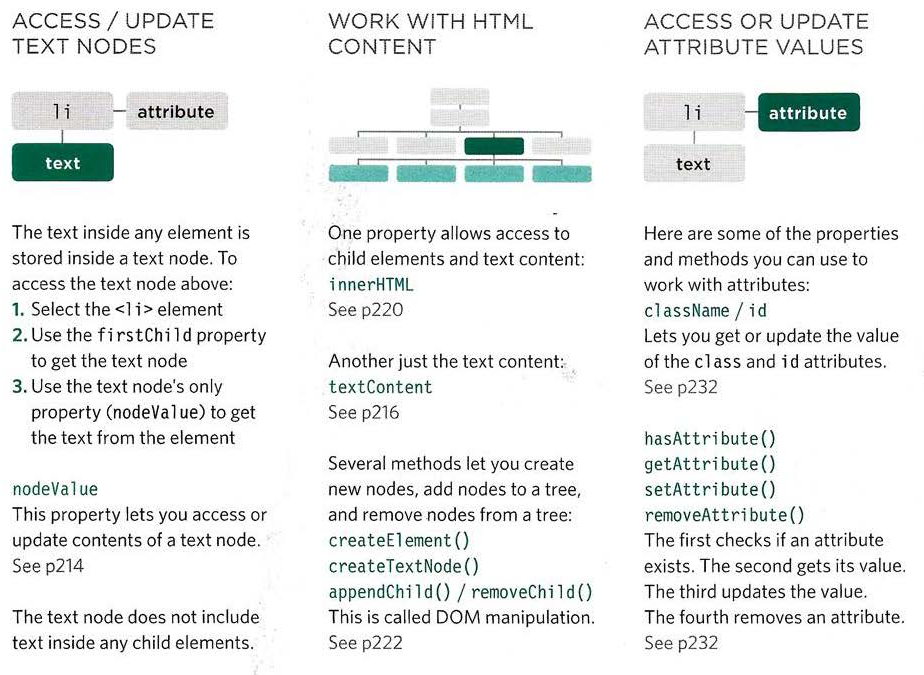 ACCESS / UPDATE
TEXT NODES
li
attribute
text
The text inside any element is
stored inside a text node. To
access the text node above:
1. Select the <li> element
2. Use the firstChild property
to get the text node
3. Use the text node's only
property (nodeValue) to get
the text from the element
nodeValue
This property lets you access or
update contents of a text node.
See p214
The text node does not include
text inside any child elements.
WORK WITH HTML
CONTENT
One property allows access to
child elements and text content:
innerHTML
See p220
Another just the text content:
textContent
See p216
Several methods let you create
new nodes, add nodes to a tree,
and remove nodes from a tree:
createElement()
createTextNode()
appendChild() / removeChild()
This is called DOM manipulation.
See p222
ACCESS OR UPDATE
ATTRIBUTE VALUES
li
attribute
text
Here are some of the properties
and methods you can use to
work with attributes:
className / id
Lets you get or update the value
of the class and id attributes.
See p232
hasAttribute()
getAttribute()
setAttribute()
removeAttribute()
The first checks if an attribute
exists. The second gets its value.
The third updates the value.
The fourth removes an attribute.
See p232